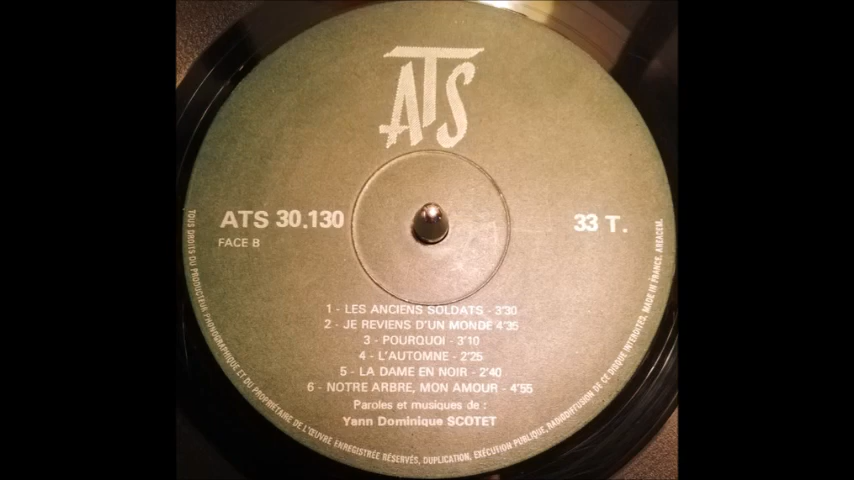 ATS
ATS 30.130
33 T.
FACE B
1 - LES ANCIENS SOLDATS - 3'30
2 - JE REVIENS D'UN MONDE 4'35
3 - POURQUOI - 3'10
4 - L'AUTOMNE - 2'25
5 - LA DAME EN NOIR - 2'40
6 - NOTRE ARBRE, MON AMOUR - 4'55
Paroles et musiques de :
Yann Dominique SCOTET
TOUS DROITS DU PRODUCTEUR PHONOGRAPHIQUE ET DU PROPRIÉTAIRE DE L'ŒUVRE ENREGISTRÉE RÉSERVÉS, DUPLICATION, EXÉCUTION PUBLIQUE, RADIODIFFUSION DE CE DISQUE INTERDITES, MADE IN FRANCE. AREACEM.